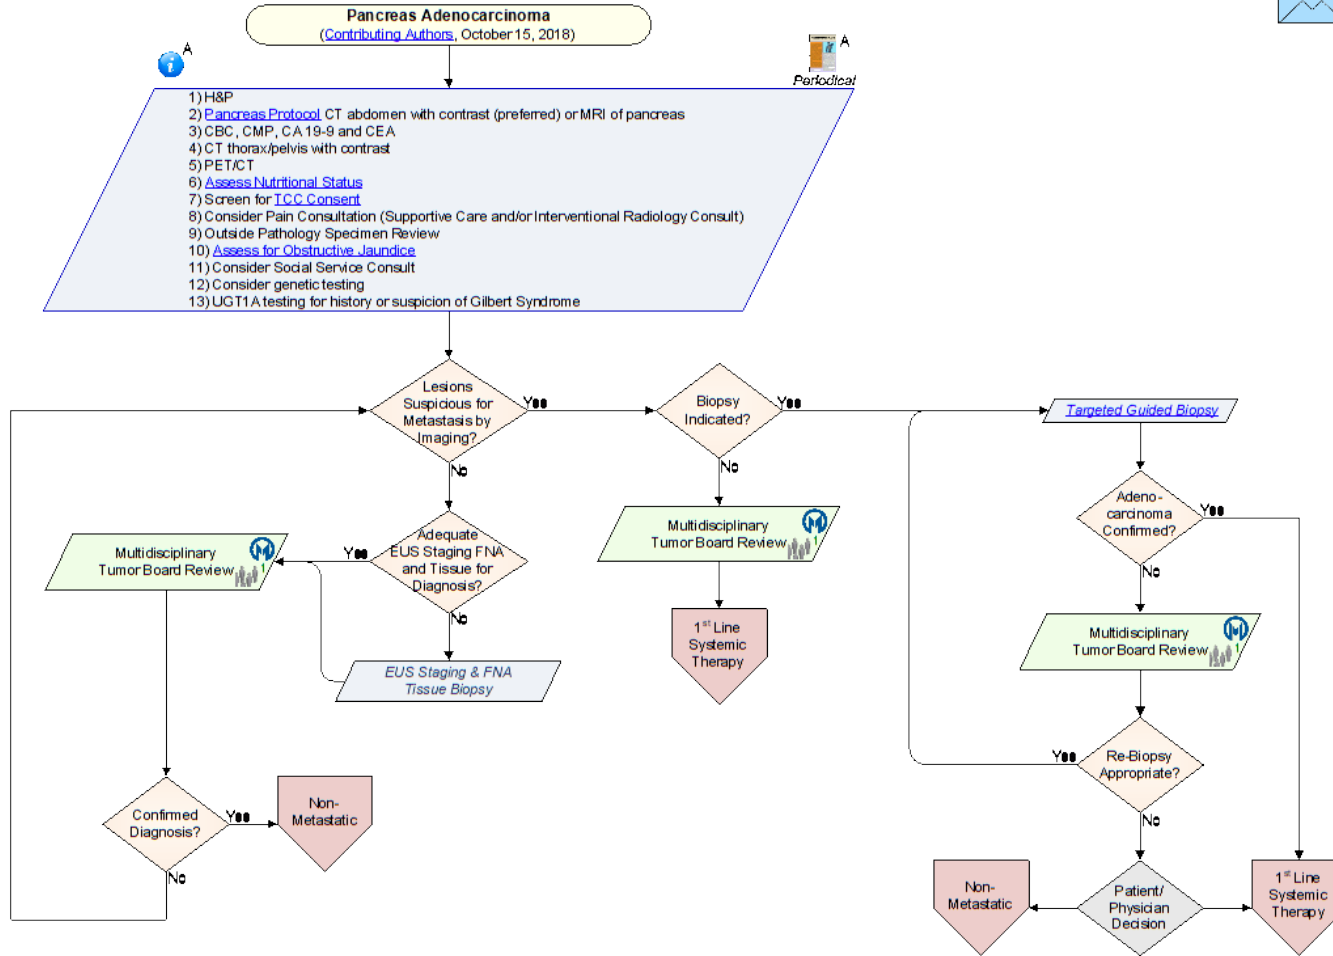 Pancreas Adenocarcinoma
(Contributing Authors, October 15, 2018)
A
A
Periodical
1) H&P
2) Pancreas Protocol CT abdomen with contrast (preferred) or MRI of pancreas
3) CBC, CMP, CA 19-9 and CEA
4) CT thorax/pelvis with contrast
5) PET/CT
6) Assess Nutritional Status
7) Screen for TCC Consent
8) Consider Pain Consultation (Supportive Care and/or Interventional Radiology Consult)
9) Outside Pathology Specimen Review
10) Assess for Obstructive Jaundice
11) Consider Social Service Consult
12) Consider genetic testing
13) UGT1A testing for history or suspicion of Gilbert Syndrome
Lesions
Suspicious for
Metastasis by
Imaging?
Yes
No
Biopsy
Indicated?
Yes
No
Targeted Guided Biopsy
Adeno-
carcinoma
Confirmed?
Yes
No
Multidisciplinary
Tumor Board Review
1
Adequate
EUS Staging FNA
and Tissue for
Diagnosis?
Yes
No
Multidisciplinary
Tumor Board Review
1
1st Line
Systemic
Therapy
Multidisciplinary
Tumor Board Review
1
EUS Staging & FNA
Tissue Biopsy
Re-Biopsy
Appropriate?
Yes
No
Confirmed
Diagnosis?
Yes
No
Non-
Metastatic
Non-
Metastatic
Patient/
Physician
Decision
1st Line
Systemic
Therapy